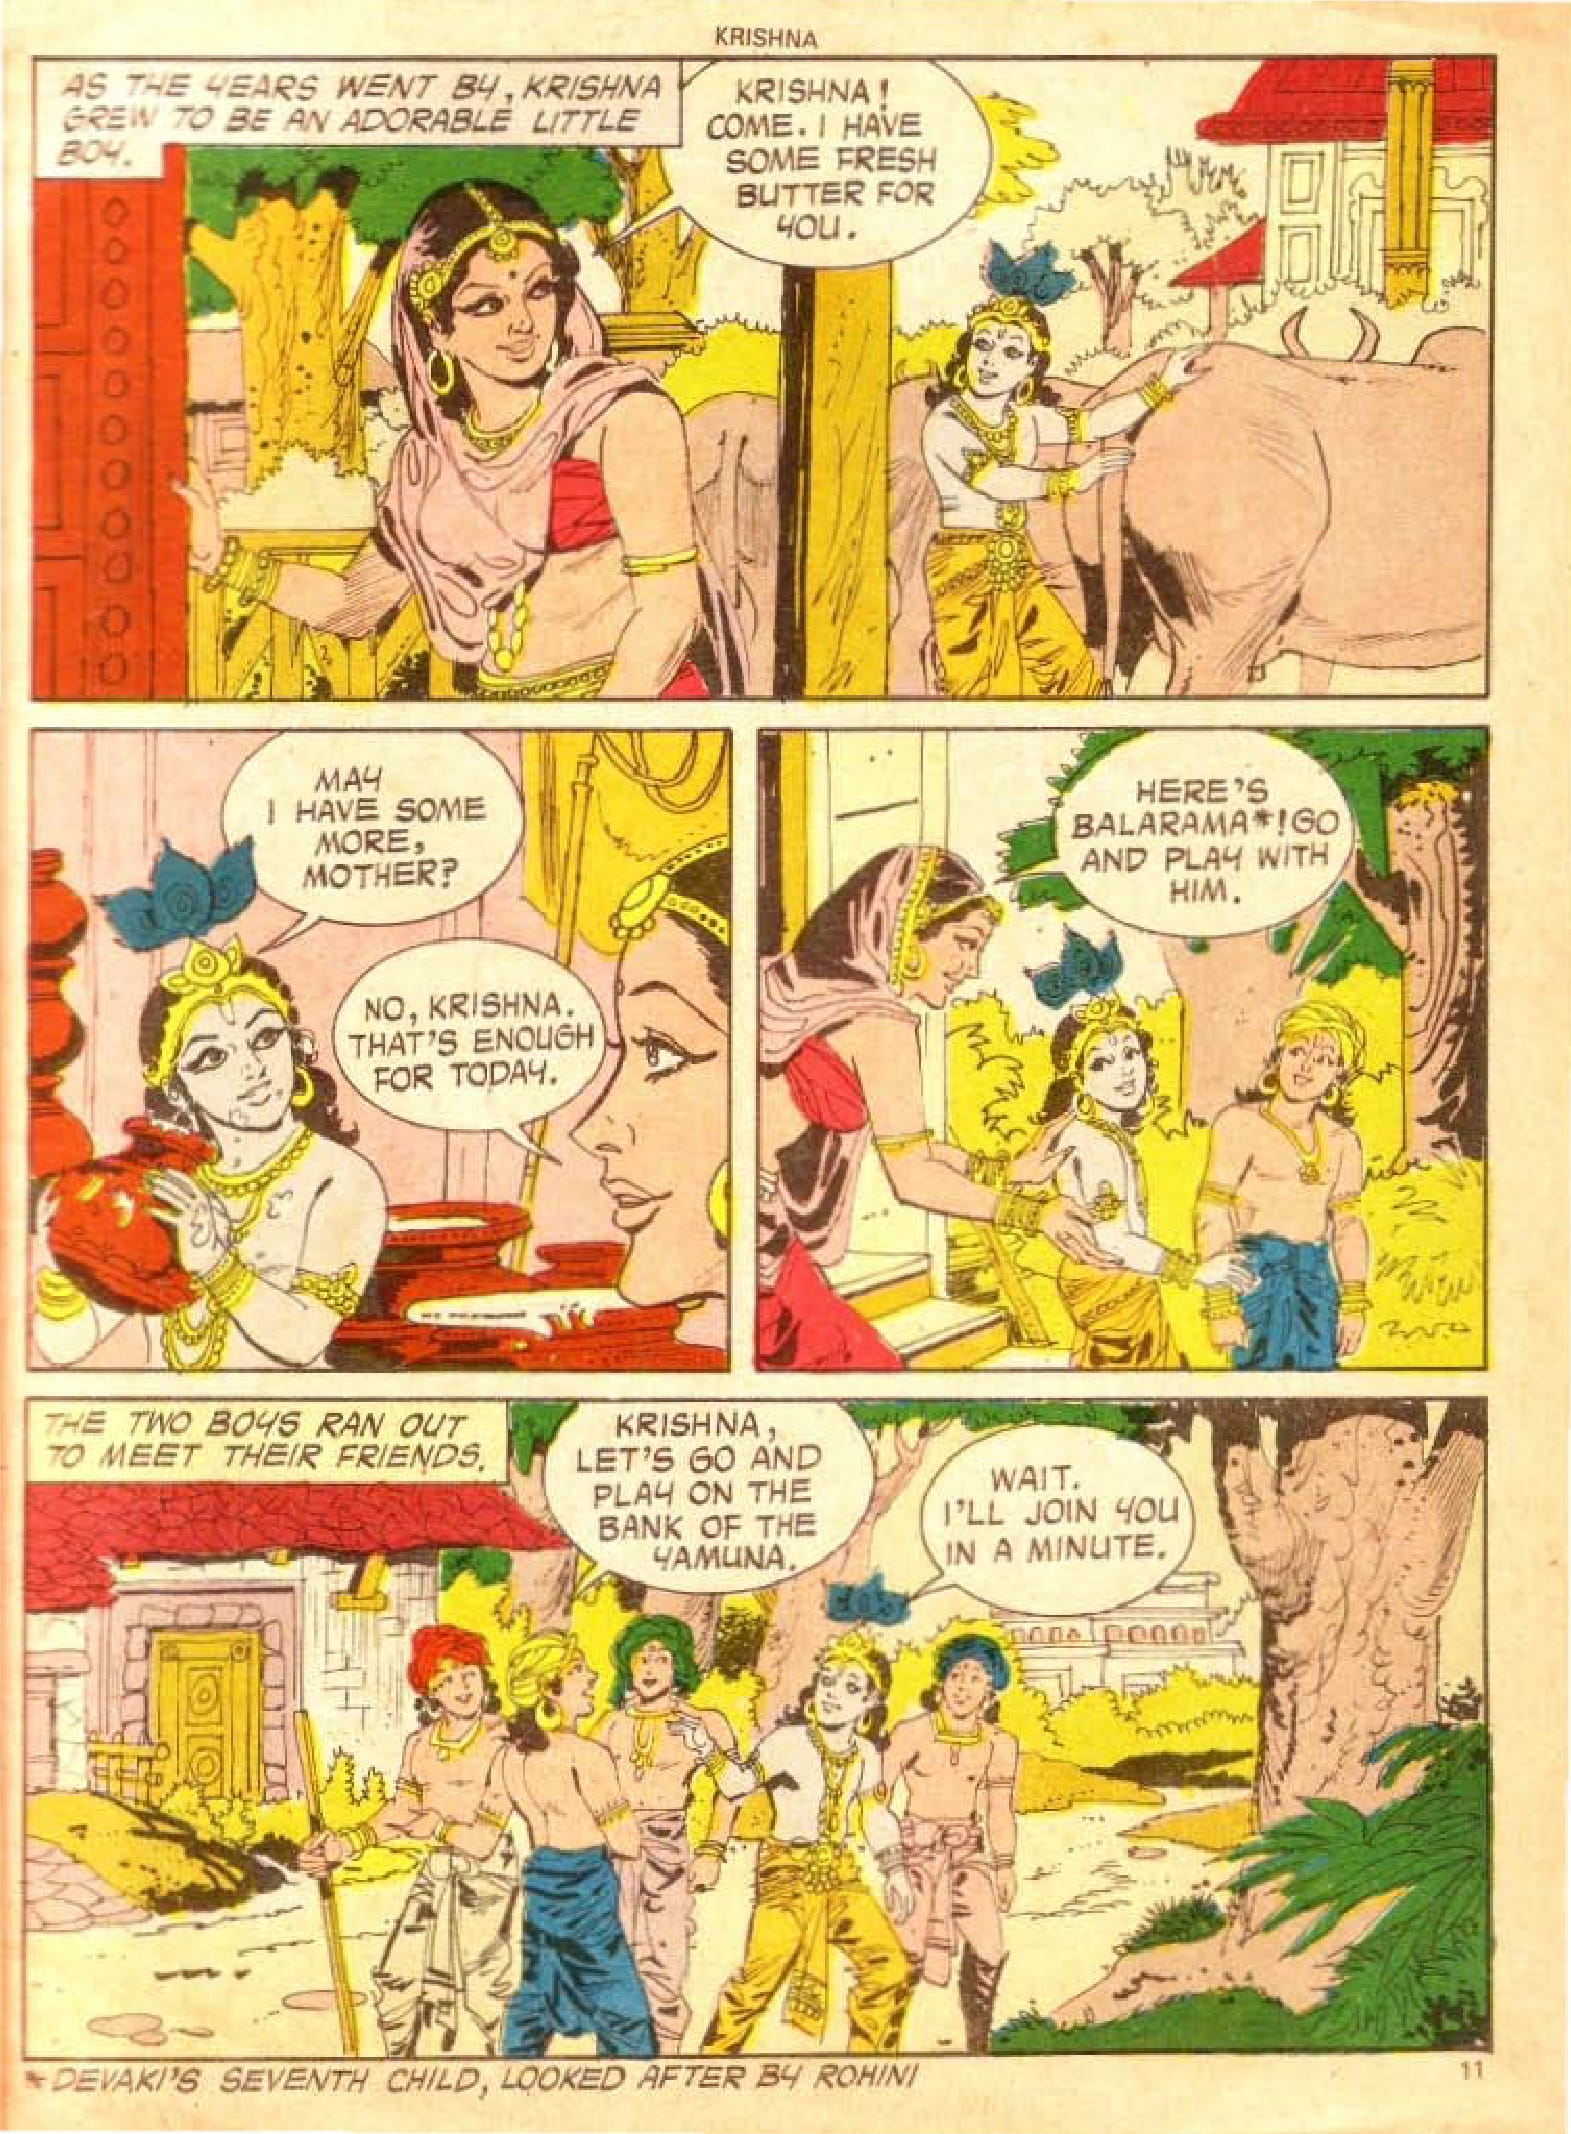 KRISHNA
AS THE YEARS WENT BY, KRISHNA
GREW TO BE AN ADORABLE LITTLE
BOY.
KRISHNA!
COME. I HAVE
SOME FRESH
BUTTER FOR
YOU.
MAY
I HAVE SOME
MORE,
MOTHER?
NO, KRISHNA.
THAT'S ENOUGH
FOR TODAY.
HERE'S
BALARAMA*! GO
AND PLAY WITH
HIM.
THE TWO BOYS RAN OUT
TO MEET THEIR FRIENDS.
KRISHNA,
LET'S GO AND
PLAY ON THE
BANK OF THE
YAMUNA.
WAIT.
I'LL JOIN YOU
IN A MINUTE.
* DEVAKI'S SEVENTH CHILD, LOOKED AFTER BY ROHINI
11